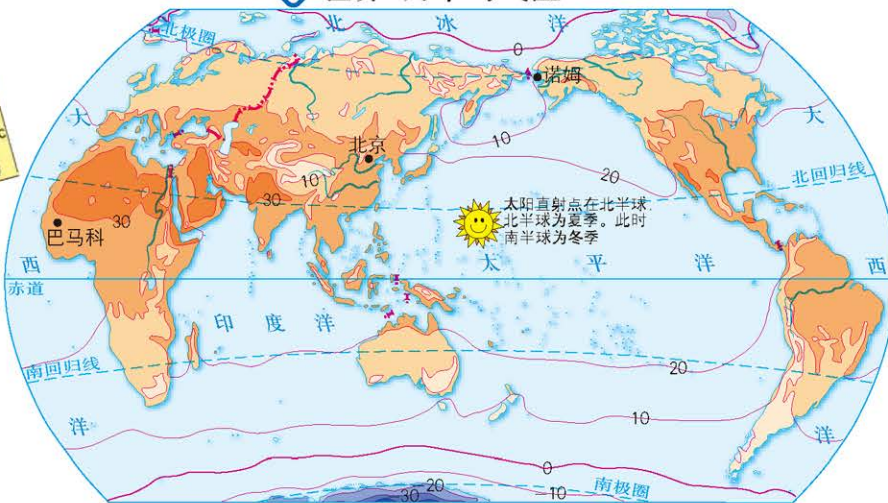 北 冰 洋
北极圈
0
诺姆
大
大
10
北京
20
北回归线
10
30
太阳直射点在北半球,
北半球为夏季。此时
南半球为冬季
30
巴马科
西
太 平 洋
西
赤道
印 度 洋
南回归线
20
洋
10
洋
0
南极圈
-20
-10
-30